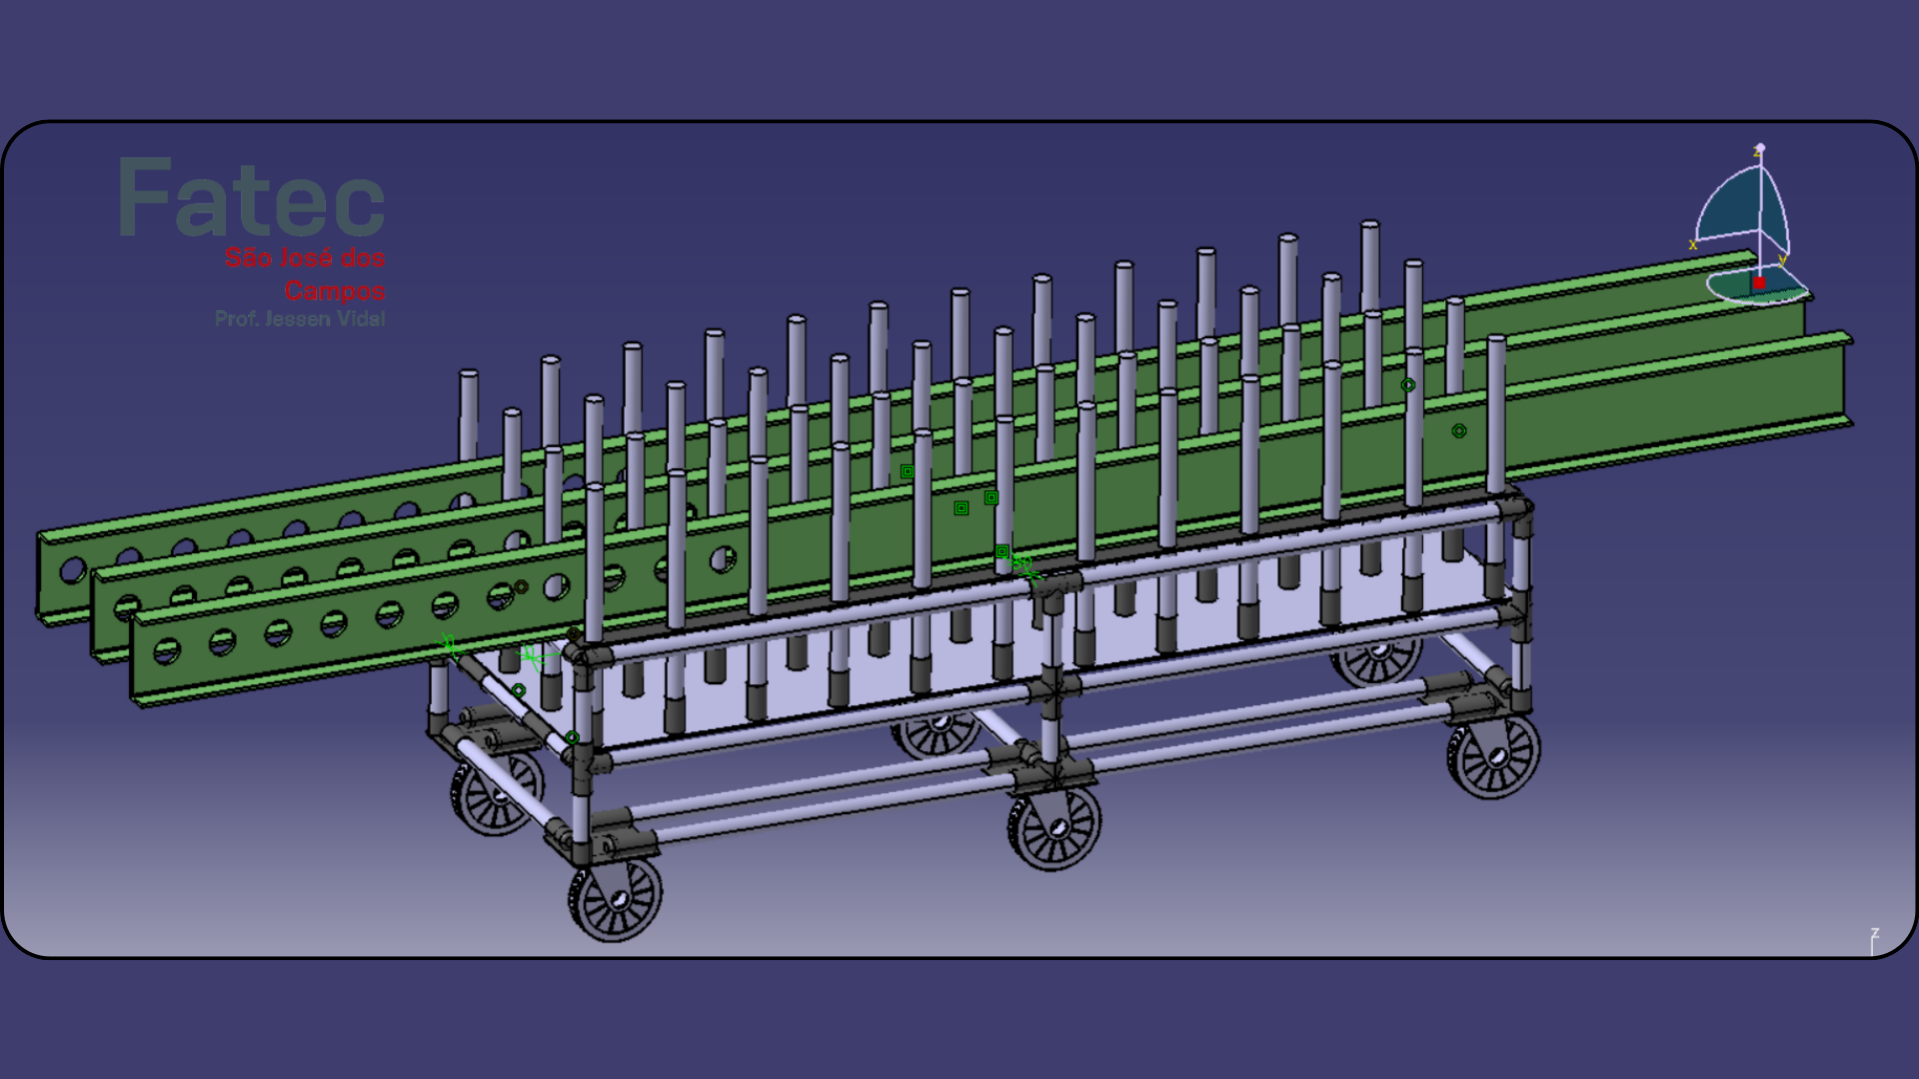 Fatec
São José dos
Campos
Prof. Jessen Vidal
z
x
y
z